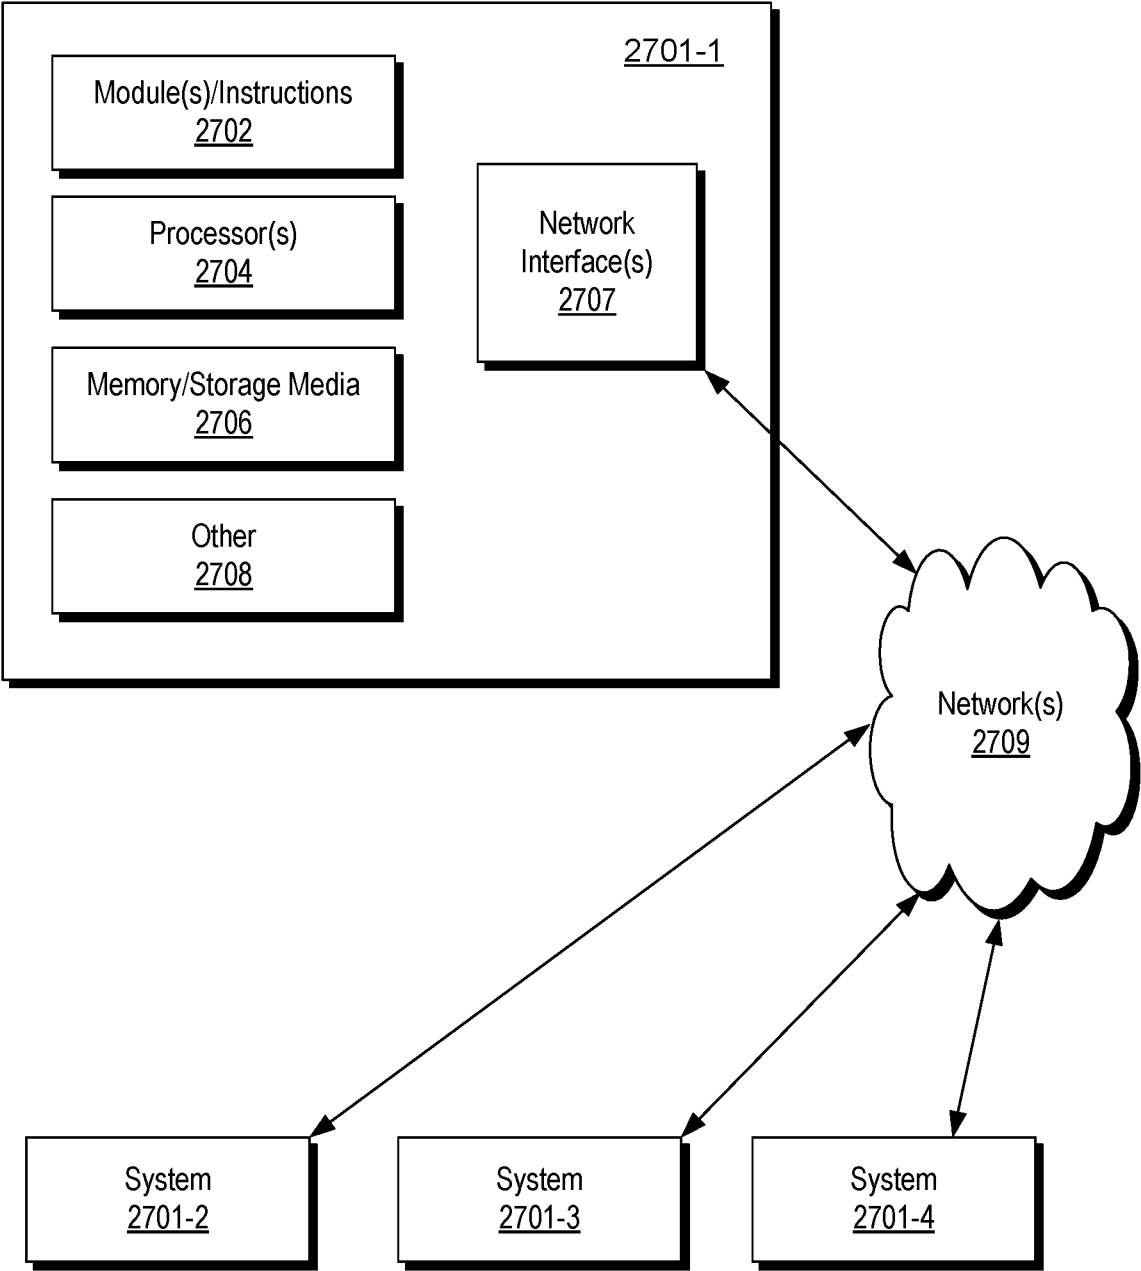 2701-1
Module(s)/Instructions
2702
Processor(s)
2704
Memory/Storage Media
2706
Other
2708
Network
Interface(s)
2707
Network(s)
2709
System
2701-2
System
2701-3
System
2701-4